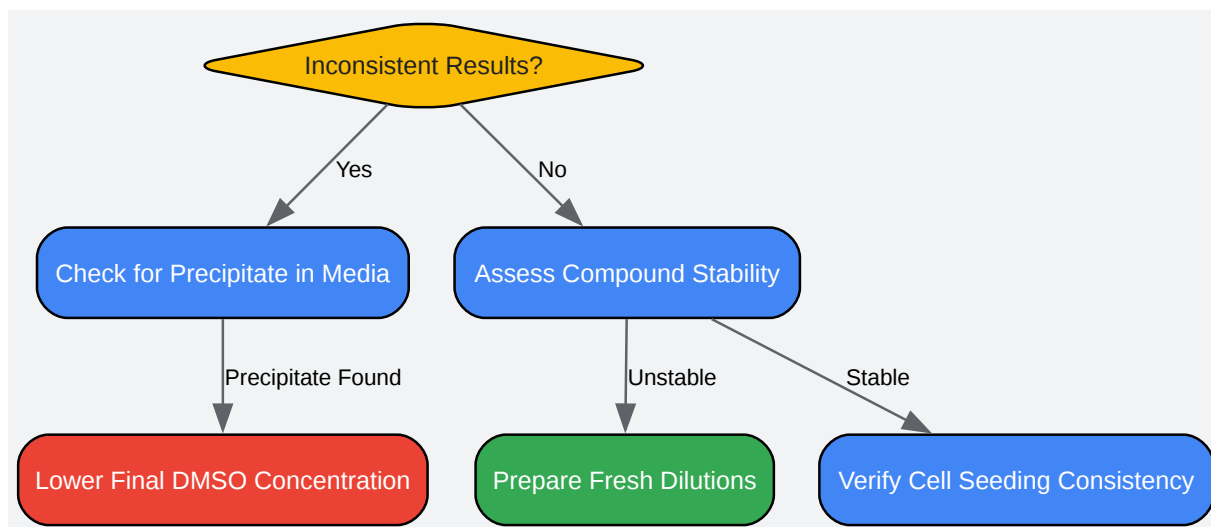 Inconsistent Results?
Yes
No
Check for Precipitate in Media
Assess Compound Stability
Precipitate Found
Unstable
Stable
Lower Final DMSO Concentration
Prepare Fresh Dilutions
Verify Cell Seeding Consistency